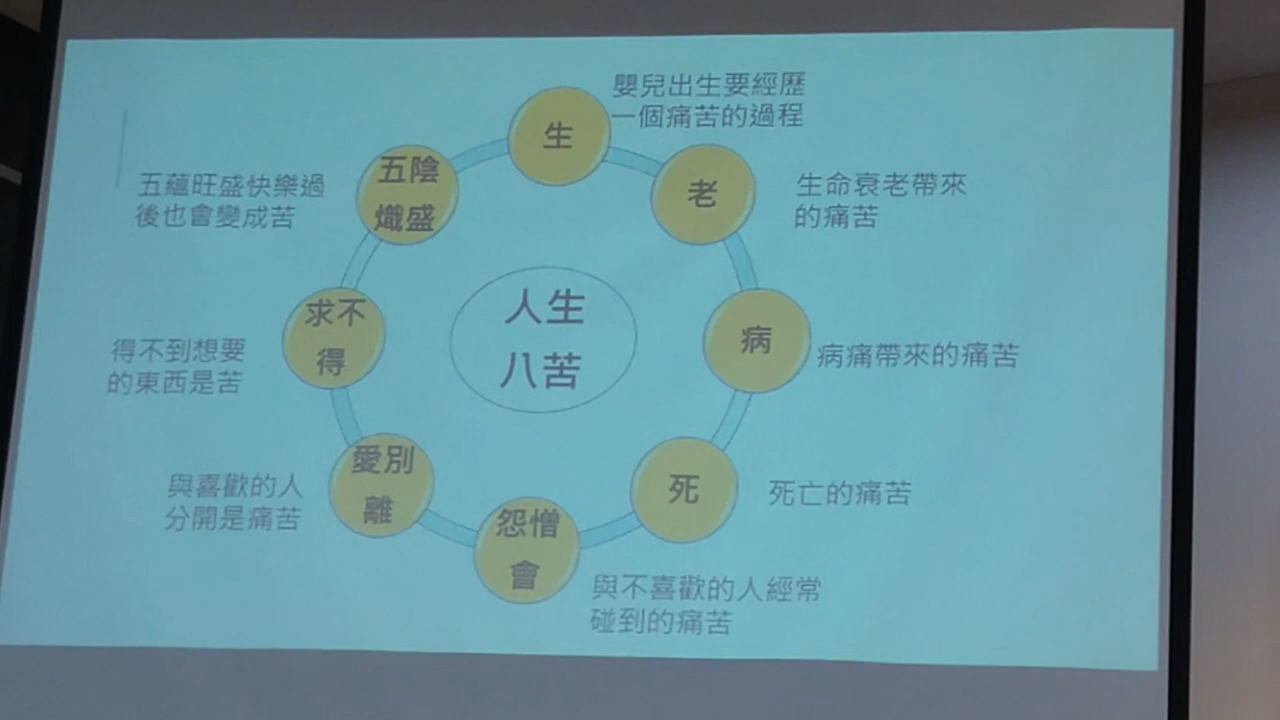 人生
八苦
生
嬰兒出生要經歷
一個痛苦的過程
老
生命衰老帶來
的痛苦
病
病痛帶來的痛苦
死
死亡的痛苦
怨憎
會
與不喜歡的人經常
碰到的痛苦
愛別
離
與喜歡的人
分開是痛苦
求不
得
得不到想要
的東西是苦
五陰
熾盛
五蘊旺盛快樂過
後也會變成苦